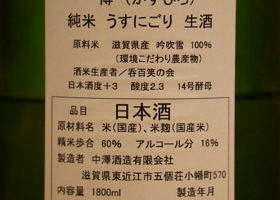 (かずひろ)
純米 うすにごり 生酒
原料米 滋賀県産 吟吹雪 100%
(環境こだわり農産物)
酒米生産者/呑百笑の会
日本酒度+3 酸度2.3 14号酵母
品目 日本酒
原材料名 米(国産)、米麹(国産米)
精米歩合 60% アルコール分 16%
製造者 中澤酒造有限会社
滋賀県東近江市五個荘小幡町570
内容量 1800ml 製造年月